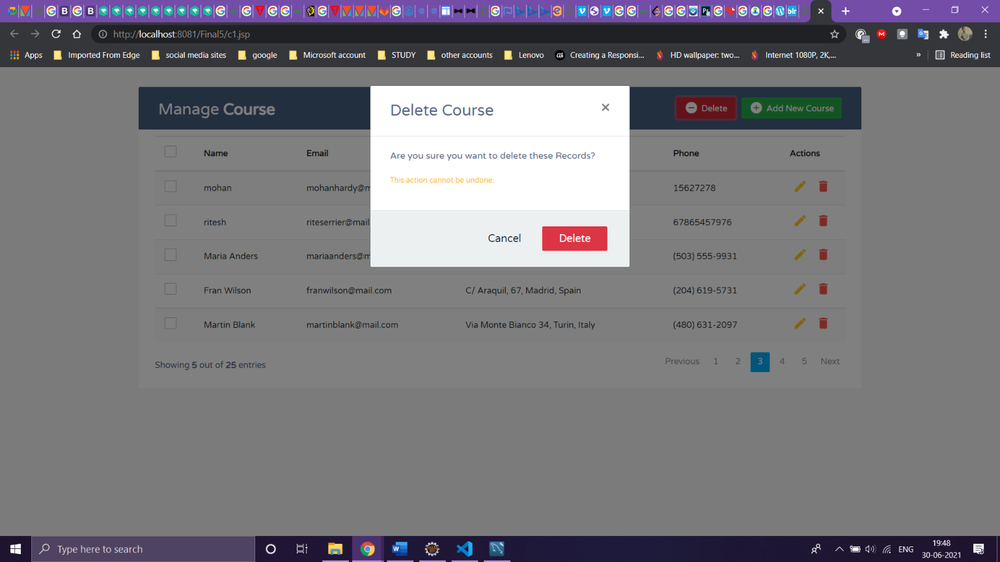 http://localhost:8081/Final5/c1.jsp
Apps Imported From Edge social media sites google Microsoft account STUDY other accounts Lenovo Creating a Responsi... HD wallpaper: two... Internet 1080P, 2K,... » Reading list
Manage Course
Delete Add New Course
Delete Course ×
Are you sure you want to delete these Records?
This action cannot be undone.
Cancel Delete
Name Email Phone Actions
mohan mohanhardy@m 15627278
ritesh riteserrier@mail 67865457976
Maria Anders mariaanders@m (503) 555-9931
Fran Wilson franwilson@mail.com C/ Araquil, 67, Madrid, Spain (204) 619-5731
Martin Blank martinblank@mail.com Via Monte Bianco 34, Turin, Italy (480) 631-2097
Showing 5 out of 25 entries
Previous 1 2 3 4 5 Next
Type here to search
ENG
19:48
30-06-2021